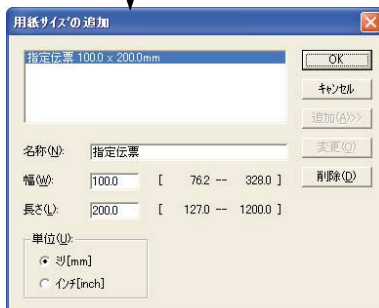 用紙サイズの追加
指定伝票 100.0 x 200.0mm
OK
キャンセル
追加(A)>>
変更(O)
削除(D)
名称(N): 指定伝票
幅(W): 100.0 [ 76.2 -- 328.0 ]
長さ(L): 200.0 [ 127.0 -- 1200.0 ]
単位(U):
ミリ[mm]
インチ[inch]